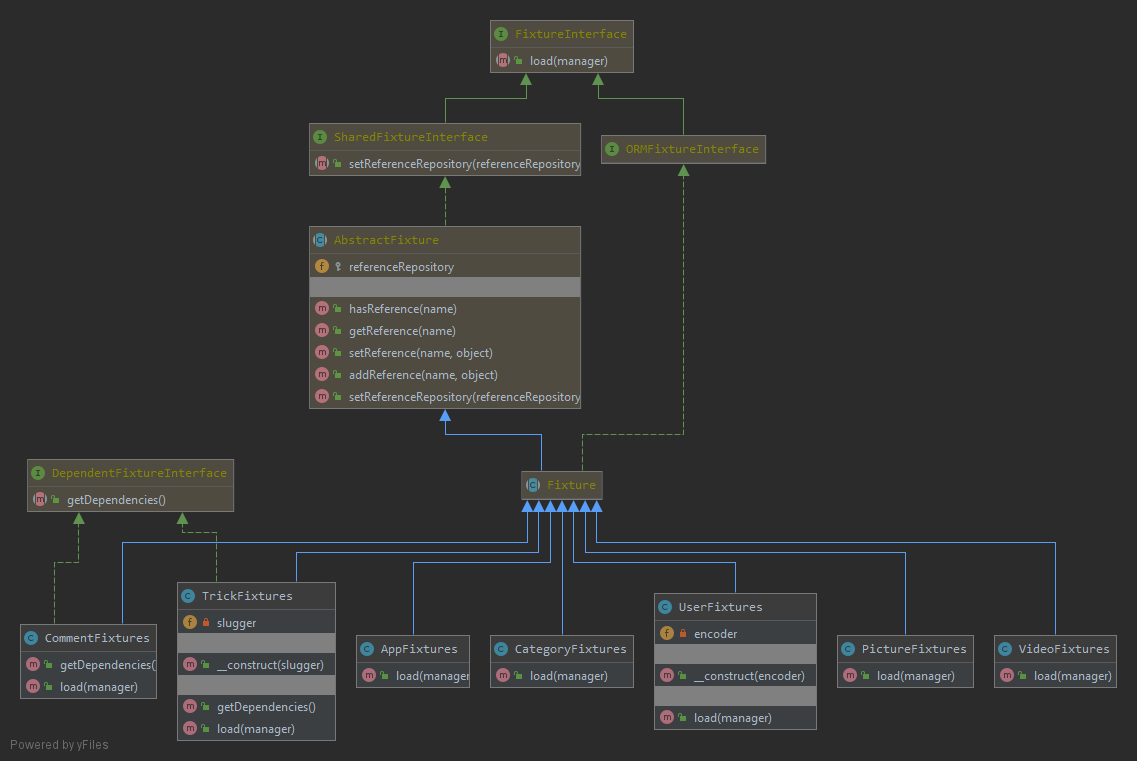 FixtureInterface
load(manager)
SharedFixtureInterface
setReferenceRepository(referenceRepository
ORMFixtureInterface
AbstractFixture
referenceRepository
hasReference(name)
getReference(name)
setReference(name, object)
addReference(name, object)
setReferenceRepository(referenceRepository
DependentFixtureInterface
getDependencies()
Fixture
CommentFixtures
getDependencies()
load(manager)
TrickFixtures
slugger
__construct(slugger)
getDependencies()
load(manager)
AppFixtures
load(manager
CategoryFixtures
load(manager)
UserFixtures
encoder
__construct(encoder)
load(manager)
PictureFixtures
load(manager)
VideoFixtures
load(manager)
Powered by yFiles